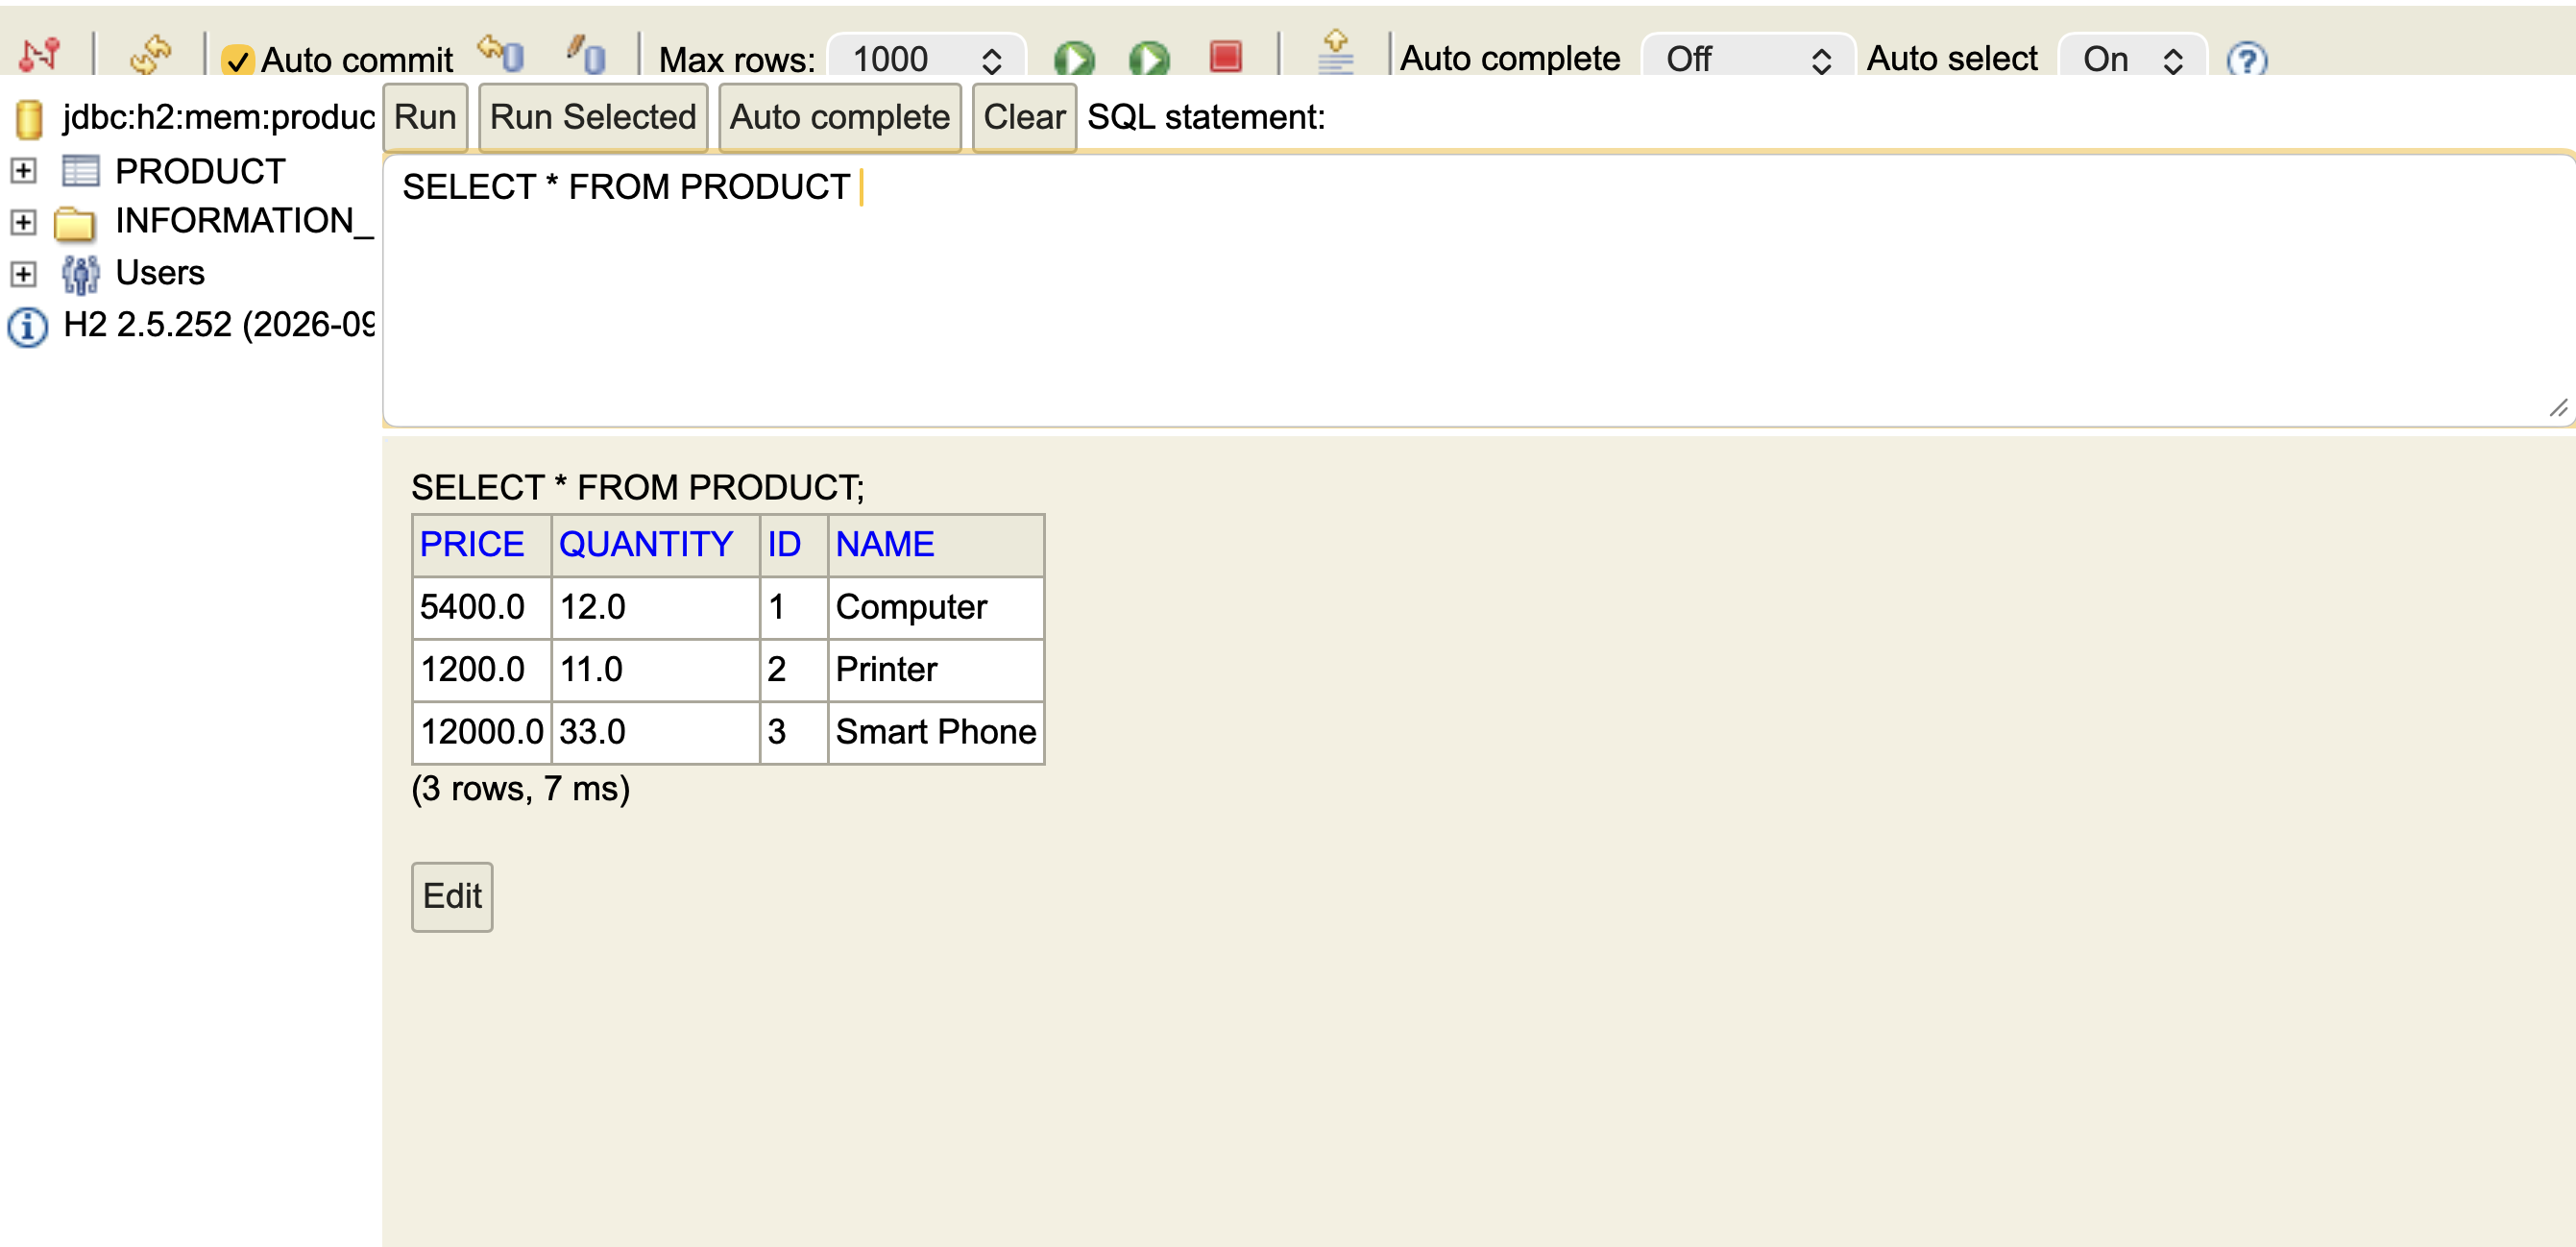 Auto commit Max rows: 1000 Auto complete Off Auto select On
jdbc:h2:mem:produc
PRODUCT
INFORMATION_
Users
H2 2.5.252 (2026-09
Run Run Selected Auto complete Clear SQL statement:
SELECT * FROM PRODUCT
SELECT * FROM PRODUCT;
PRICE QUANTITY ID NAME
5400.0 12.0 1 Computer
1200.0 11.0 2 Printer
12000.0 33.0 3 Smart Phone
(3 rows, 7 ms)
Edit